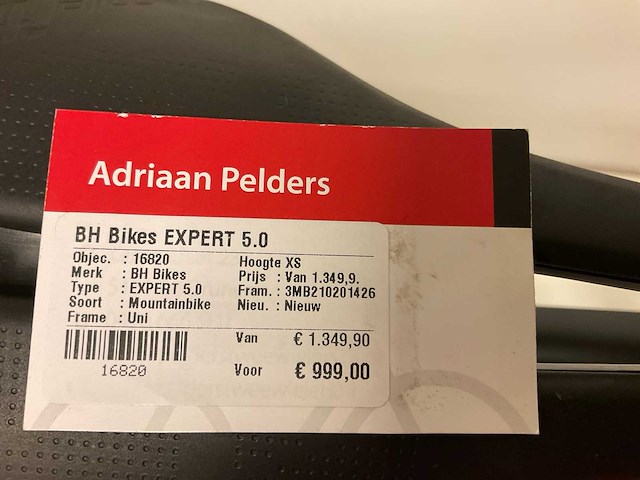 Adriaan Pelders
BH Bikes EXPERT 5.0
Objec. : 16820 Hoogte XS
Merk : BH Bikes Prijs : Van 1.349,9.
Type : EXPERT 5.0 Fram. : 3MB210201426
Soort : Mountainbike Nieu. : Nieuw
Frame : Uni
Van € 1.349,90
16820 Voor € 999,00